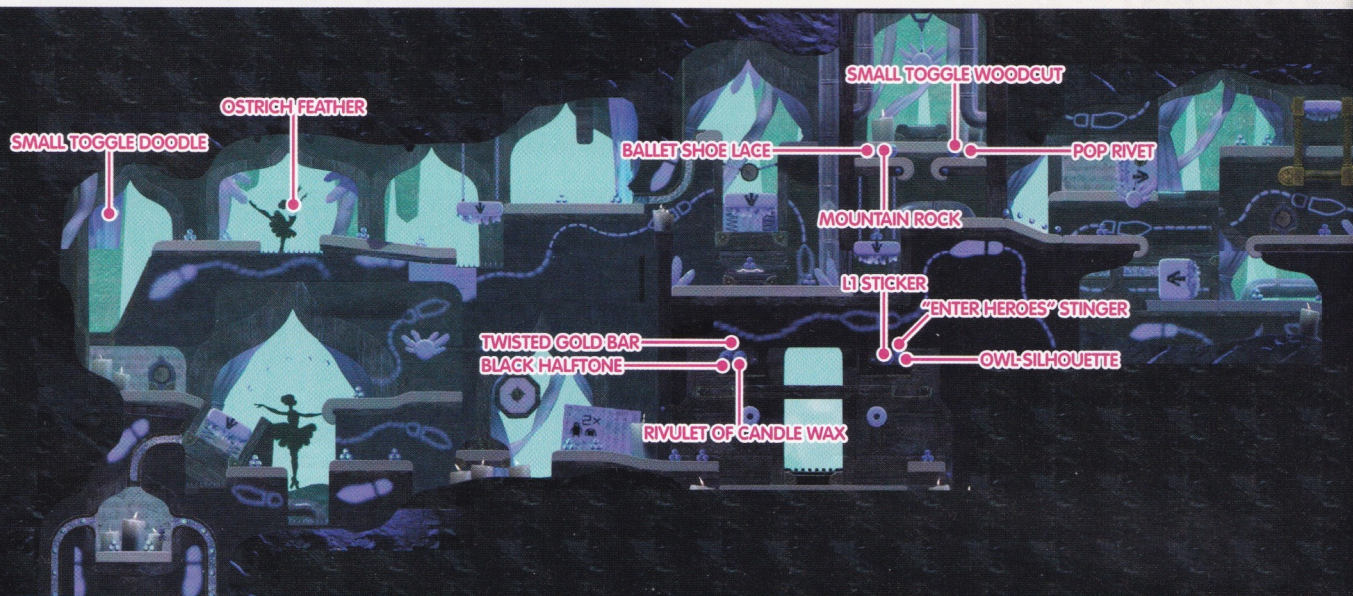 SMALL TOGGLE WOODCUT
OSTRICH FEATHER
SMALL TOGGLE DOODLE
BALLET SHOE LACE
POP RIVET
MOUNTAIN ROCK
L1 STICKER
"ENTER HEROES" STINGER
TWISTED GOLD BAR
OWL SILHOUETTE
BLACK HALFTONE
RIVULET OF CANDLE WAX
2x